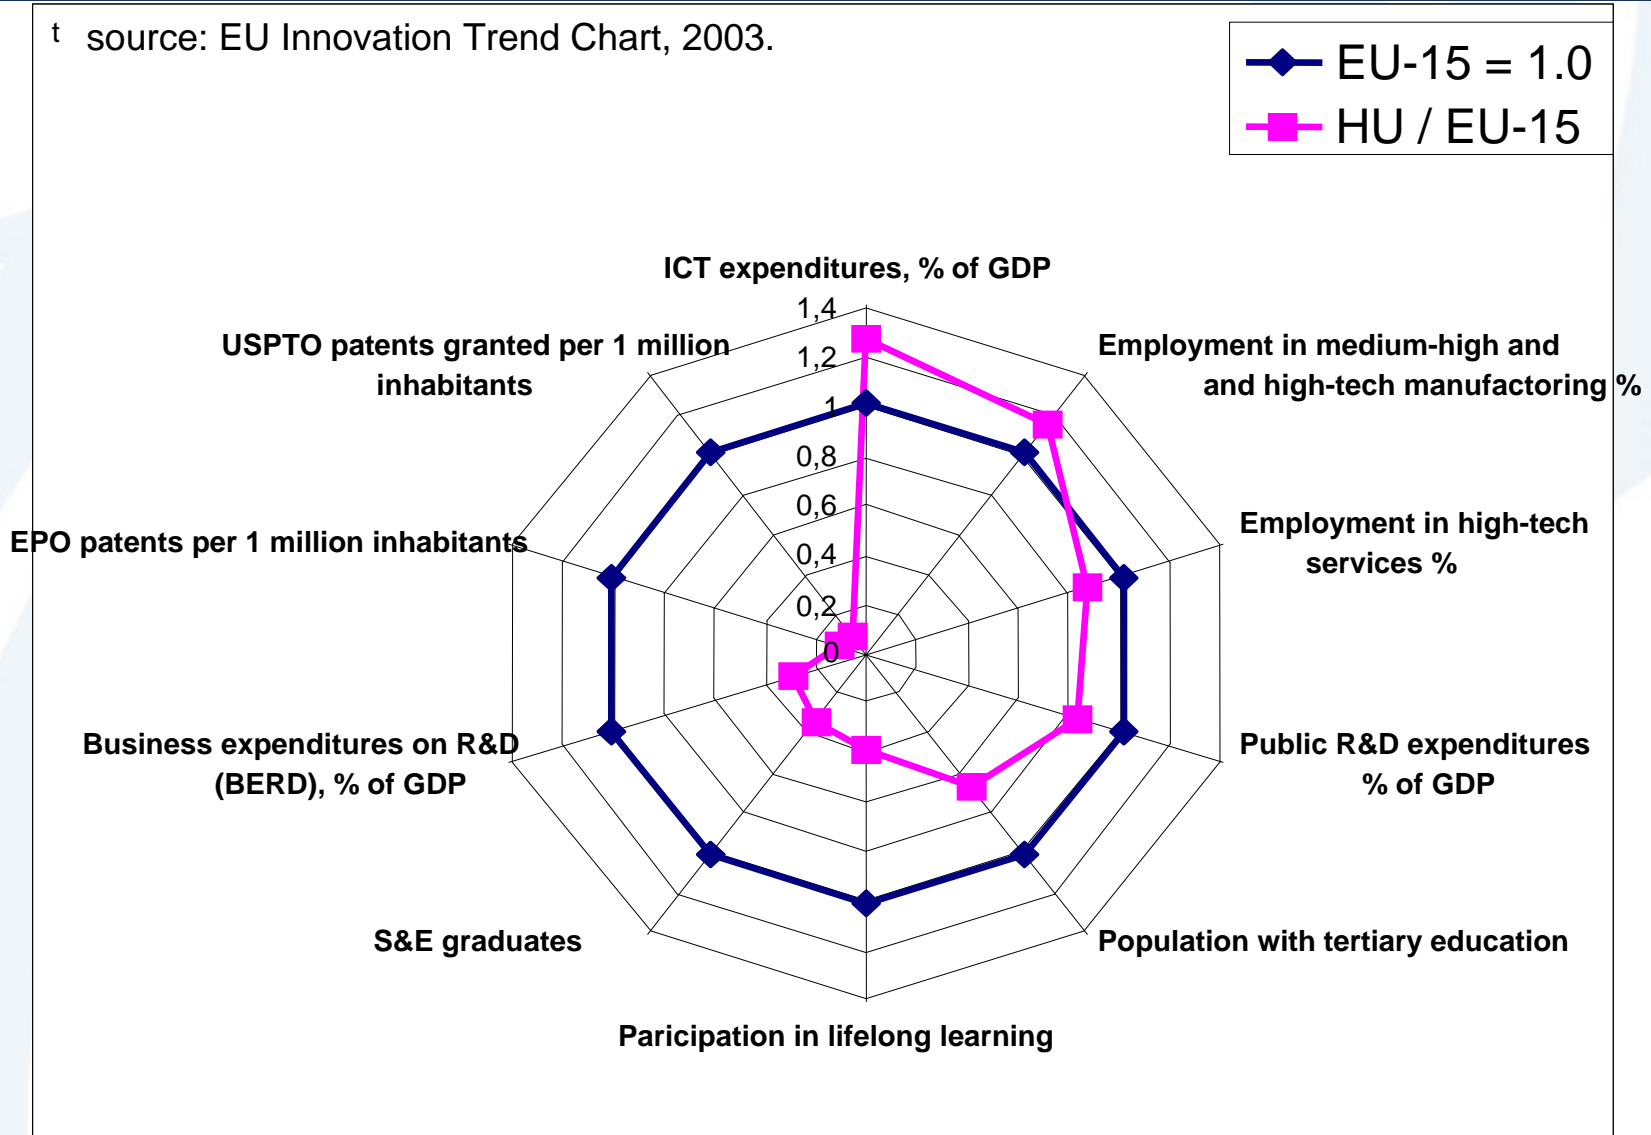 t source: EU Innovation Trend Chart, 2003.
EU-15 = 1.0
HU / EU-15
ICT expenditures, % of GDP
1,4
1,2
1
0,8
0,6
0,4
0,2
0
USPTO patents granted per 1 million
inhabitants
Employment in medium-high and
and high-tech manufactoring %
EPO patents per 1 million inhabitants
Employment in high-tech
services %
Business expenditures on R&D
(BERD), % of GDP
Public R&D expenditures
% of GDP
S&E graduates
Population with tertiary education
Paricipation in lifelong learning